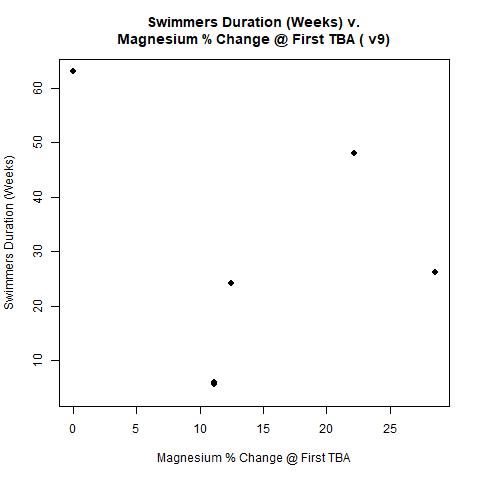 Swimmers Duration (Weeks) v.
Magnesium % Change @ First TBA ( v9)
Swimmers Duration (Weeks)
60
50
40
30
20
10
0 5 10 15 20 25
Magnesium % Change @ First TBA